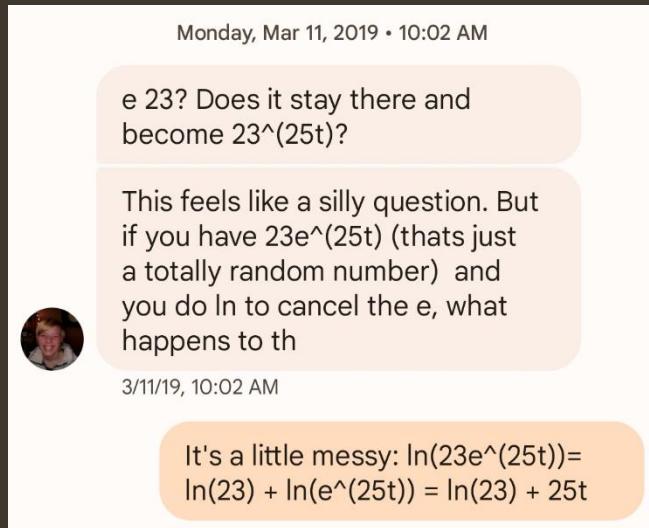 Monday, Mar 11, 2019 • 10:02 AM
e 23? Does it stay there and
become 23^(25t)?
This feels like a silly question. But
if you have 23e^(25t) (thats just
a totally random number)  and
you do ln to cancel the e, what
happens to th
3/11/19, 10:02 AM
It's a little messy: ln(23e^(25t))=
ln(23) + ln(e^(25t)) = ln(23) + 25t